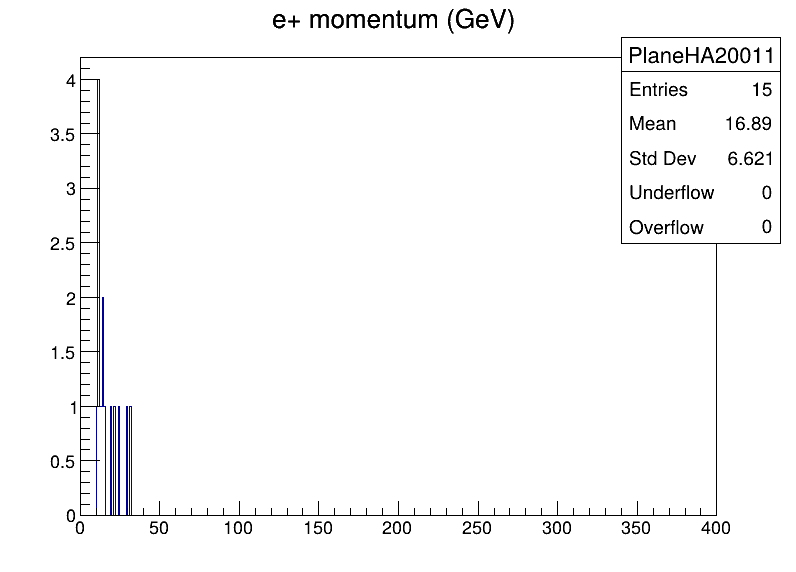 e+ momentum (GeV)
PlaneHA20011
Entries 15
Mean 16.89
Std Dev 6.621
Underflow 0
Overflow 0
4
3.5
3
2.5
2
1.5
1
0.5
0
0 50 100 150 200 250 300 350 400